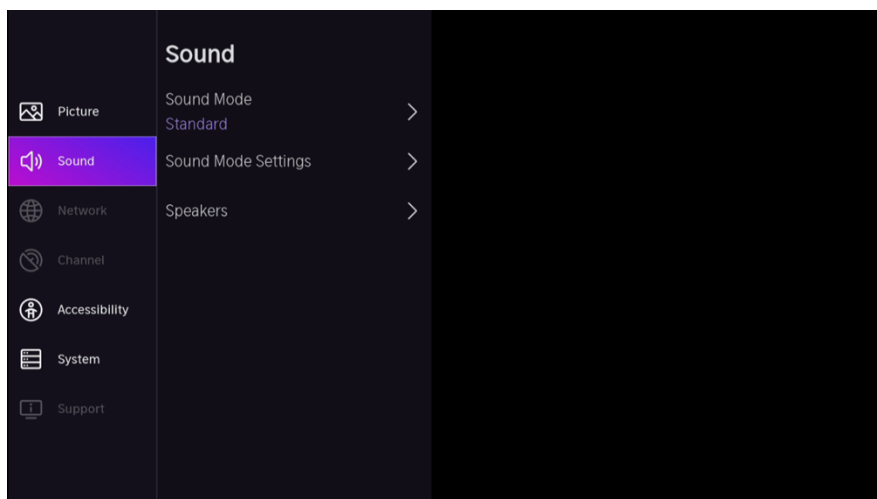 Sound
Picture
Sound
Network
Channel
Accessibility
System
Support
Sound Mode
Standard
Sound Mode Settings
Speakers